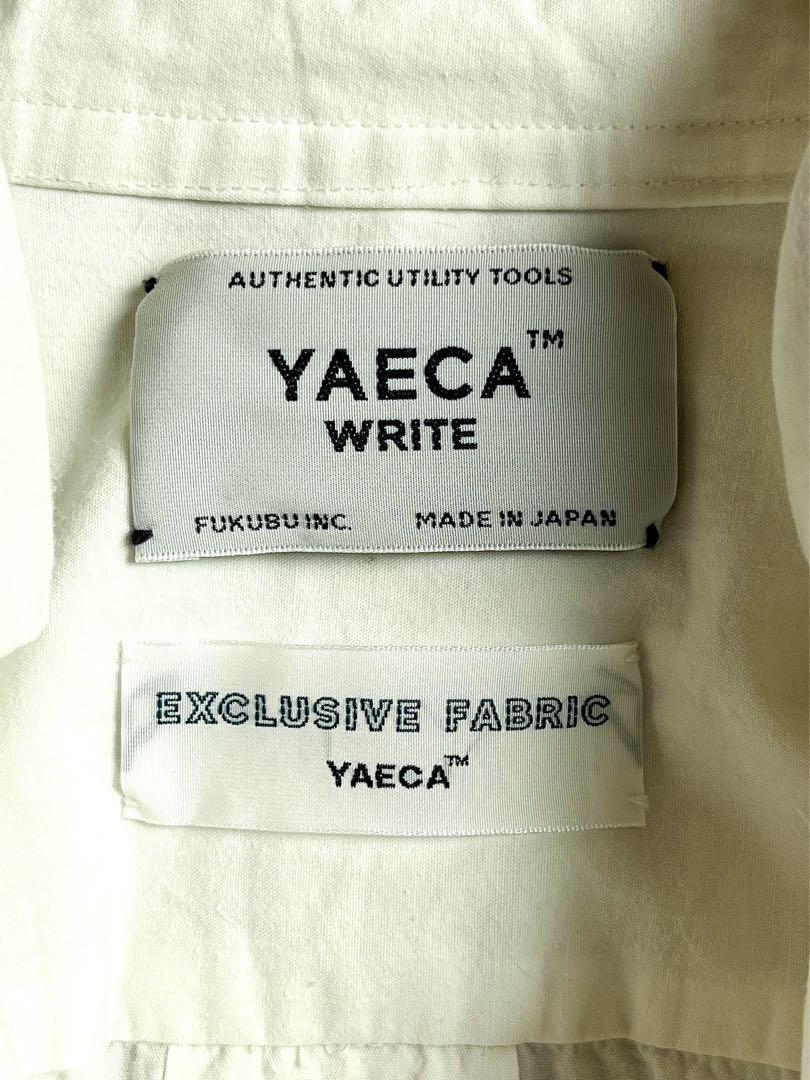 AUTHENTIC UTILITY TOOLS
YAECA™
WRITE
FUKUBU INC. MADE IN JAPAN
EXCLUSIVE FABRIC
YAECA™